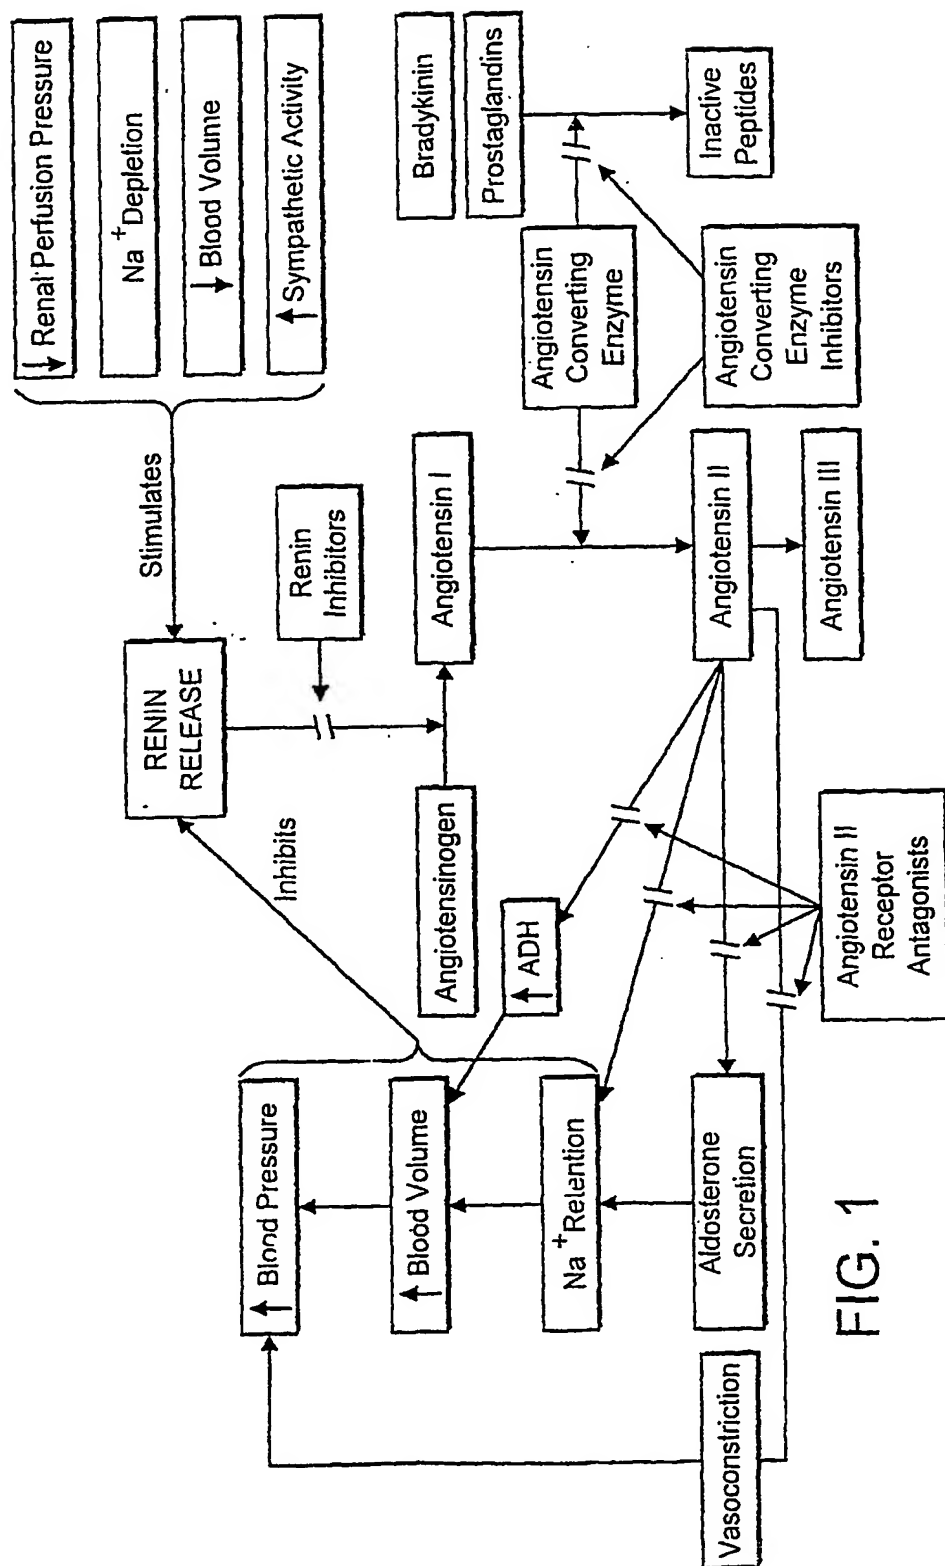 ↓ Renal Perfusion Pressure
Na + Depletion
↓ Blood Volume
↑ Sympathetic Activity
Stimulates
RENIN
RELEASE
Inhibits
Renin
Inhibitors
↑ Blood Pressure
↑ Blood Volume
Na + Relention
Aldosterone
Secretion
Vasoconstriction
↑ ADH
Angiotensinogen
Angiotensin I
Bradykinin
Prostaglandins
Angiotensin
Converting
Enzyme
Inactive
Peptides
Angiotensin
Converting
Enzyme
Inhibitors
Angiotensin II
Angiotensin III
Angiotensin II
Receptor
Antagonists
FIG. 1